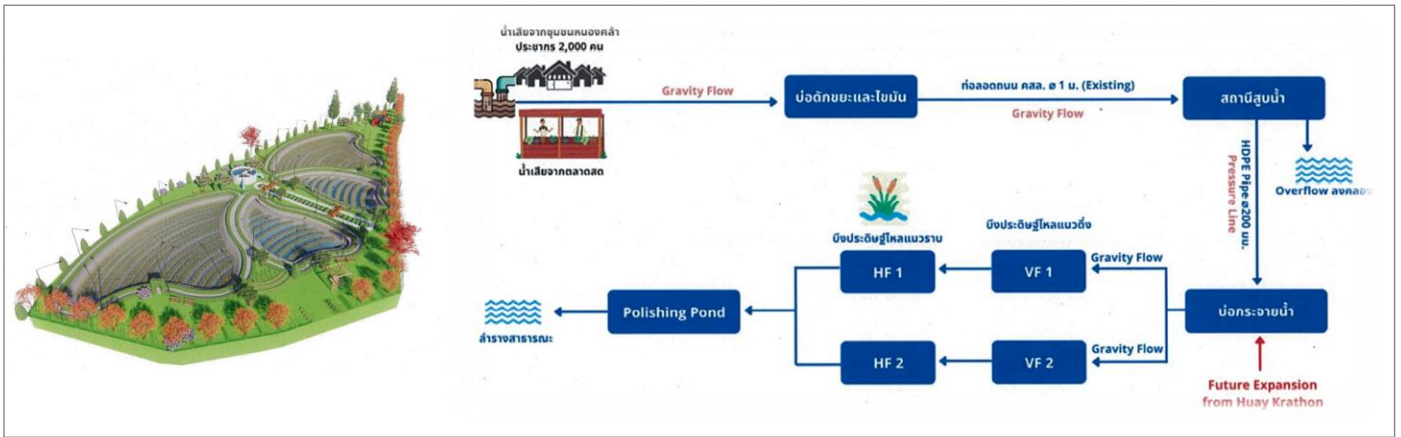 น้ำเสียจากชุมชนหนองคล้า
ประชากร 2,000 คน
Gravity Flow
บ่อดักขยะและไขมัน
ท่อลอดถนน คสล. ø 1 ม. (Existing)
Gravity Flow
สถานีสูบน้ำ
น้ำเสียจากตลาดสด
HDPE Pipe ø200 มม.
Pressure Line
Overflow ลงคลอง
บึงประดิษฐ์ไหลแนวราบ
บึงประดิษฐ์ไหลแนวดิ่ง
HF 1
VF 1
Gravity Flow
ลำรางสาธารณะ
Polishing Pond
บ่อกระจายน้ำ
HF 2
VF 2
Gravity Flow
Future Expansion
from Huay Krathon